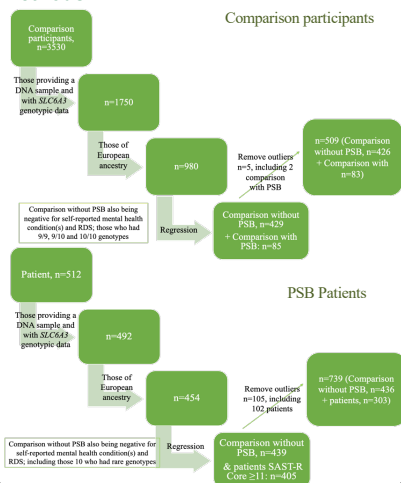 Comparison participants
Comparison
participants,
n=3530
Those providing a
DNA sample and
with SLC6A3
genotypic data
n=1750
Those of
European
ancestry
n=980
Remove outliers
n=5, including 2
comparison
with PSB
n=509 (Comparison
without PSB, n=426
+ Comparison with
n=83)
Comparison without PSB also being
negative for self-reported mental health
condition(s) and RDS; those who had
9/9, 9/10 and 10/10 genotypes
Regression
Comparison without
PSB, n=429
+ Comparison with
PSB: n=85
Patient, n=512
PSB Patients
Those providing a
DNA sample and
with SLC6A3
genotypic data
n=492
Those of
European
ancestry
n=454
Remove outliers
n=105, including
102 patients
n=739 (Comparison
without PSB, n=436
+ patients, n=303)
Comparison without PSB also being negative for
self-reported mental health condition(s) and
RDS; including those 10 who had rare genotypes
Regression
Comparison without
PSB, n=439
& patients SAST-R
Core ≥11: n=405